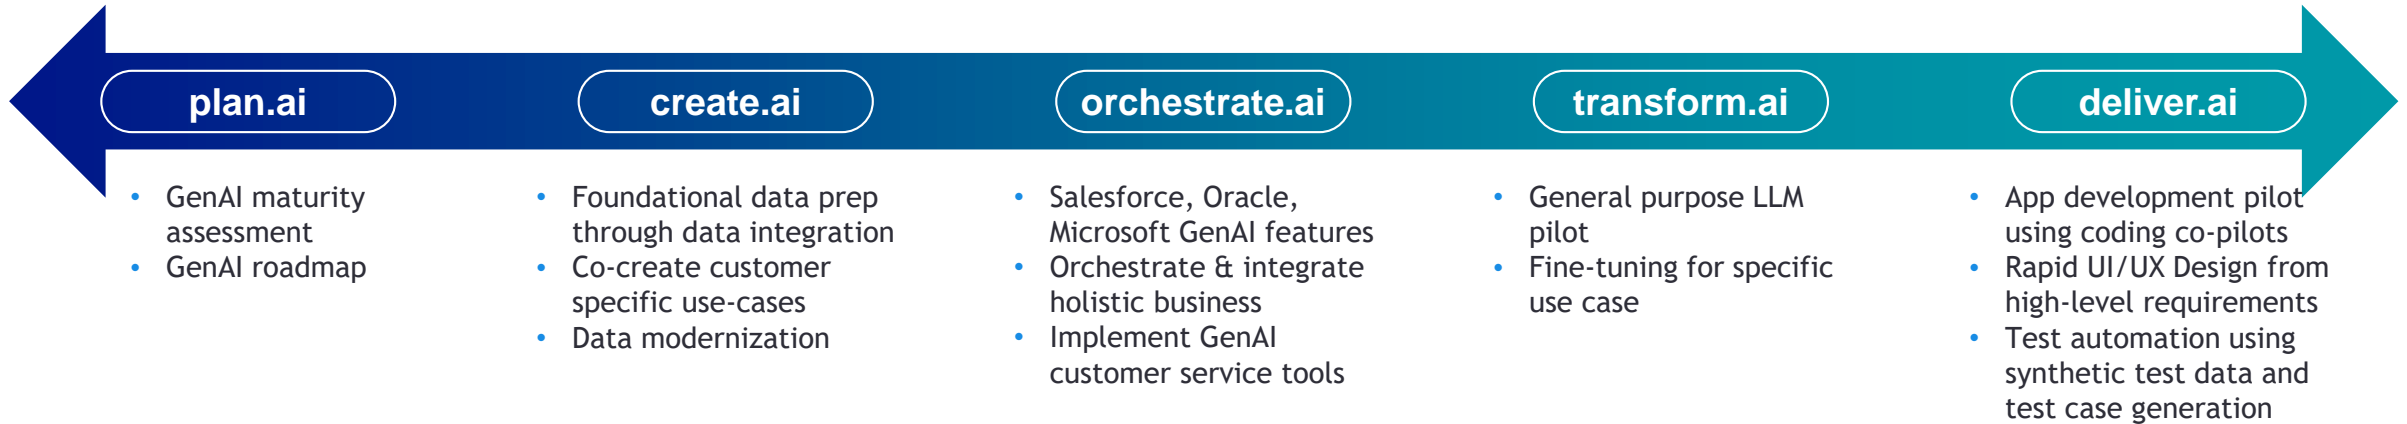 plan.ai
create.ai
orchestrate.ai
transform.ai
deliver.ai
• GenAI maturity
assessment
• GenAI roadmap
• Foundational data prep
through data integration
• Co-create customer
specific use-cases
• Data modernization
• Salesforce, Oracle,
Microsoft GenAI features
• Orchestrate & integrate
holistic business
• Implement GenAI
customer service tools
• General purpose LLM
pilot
• Fine-tuning for specific
use case
• App development pilot
using coding co-pilots
• Rapid UI/UX Design from
high-level requirements
• Test automation using
synthetic test data and
test case generation